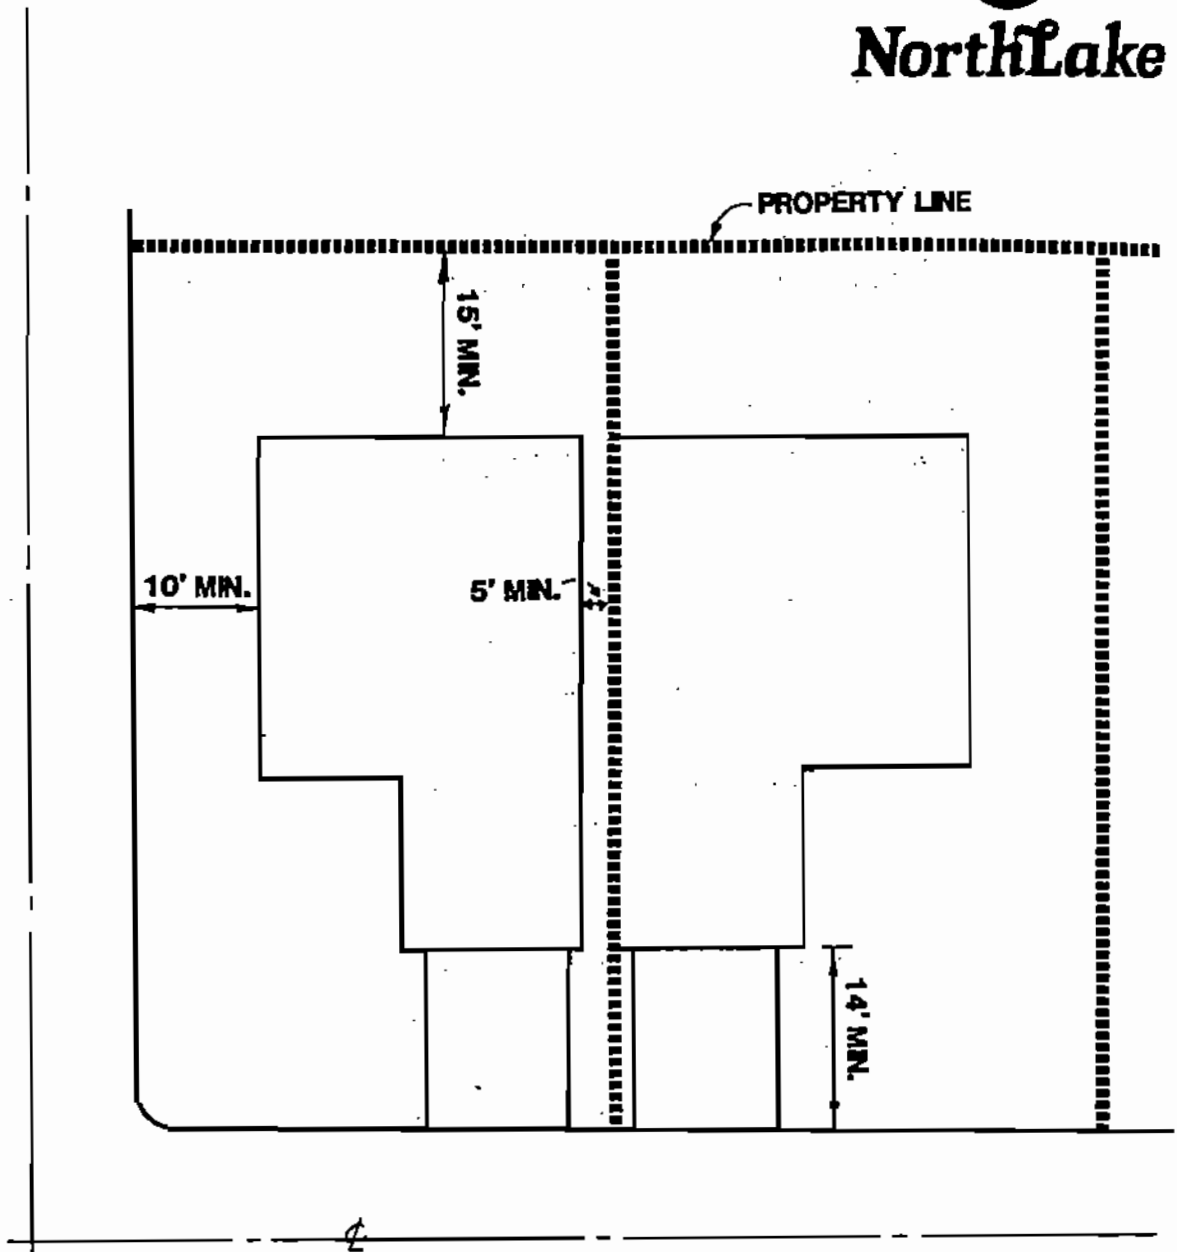 NorthLake
PROPERTY LINE
15' MIN.
10' MIN.
5' MIN.
14' MIN.
℄